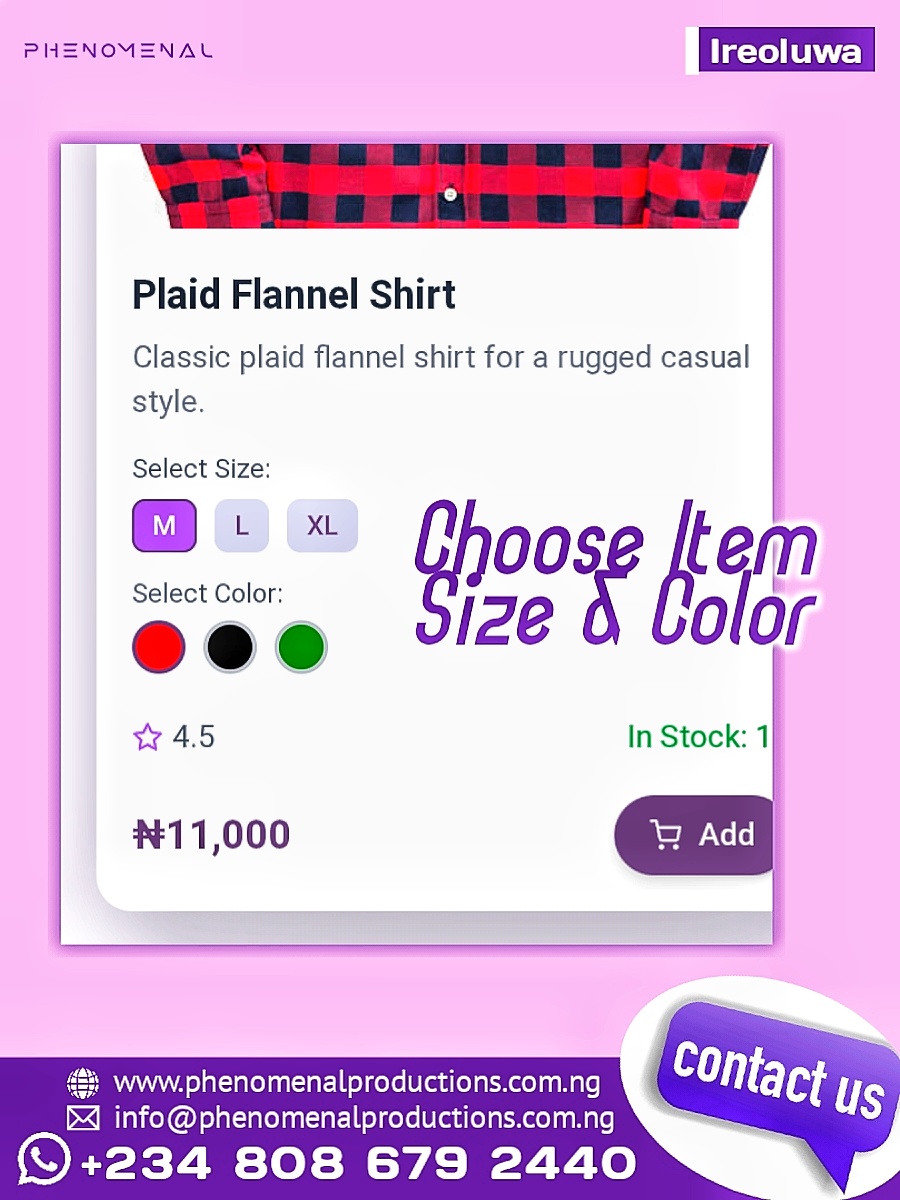 PHENOMENAL
Ireoluwa
Plaid Flannel Shirt
Classic plaid flannel shirt for a rugged casual
style.
Select Size:
M L XL
Choose Item
Size & Color
Select Color:
4.5
In Stock: 1
₦11,000
Add
contact us
www.phenomenalproductions.com.ng
info@phenomenalproductions.com.ng
+234 808 679 2440